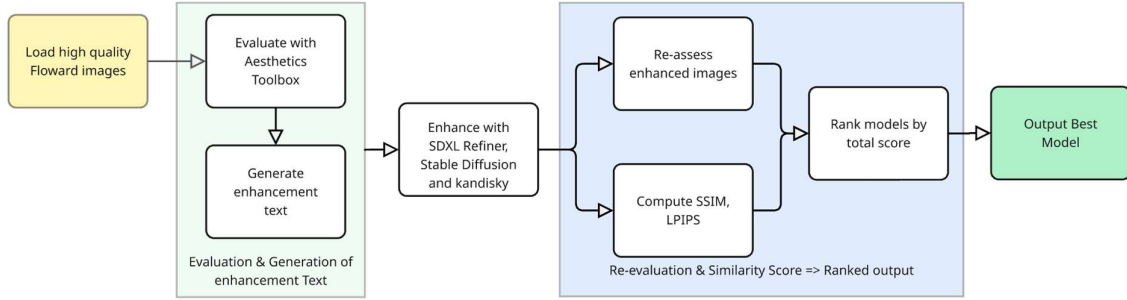 Load high quality
Floward images
Evaluate with
Aesthetics
Toolbox
Generate
enhancement
text
Evaluation & Generation of
enhancement Text
Enhance with
SDXL Refiner,
Stable Diffusion
and kandisky
Re-assess
enhanced images
Compute SSIM,
LPIPS
Rank models by
total score
Re-evaluation & Similarity Score => Ranked output
Output Best
Model